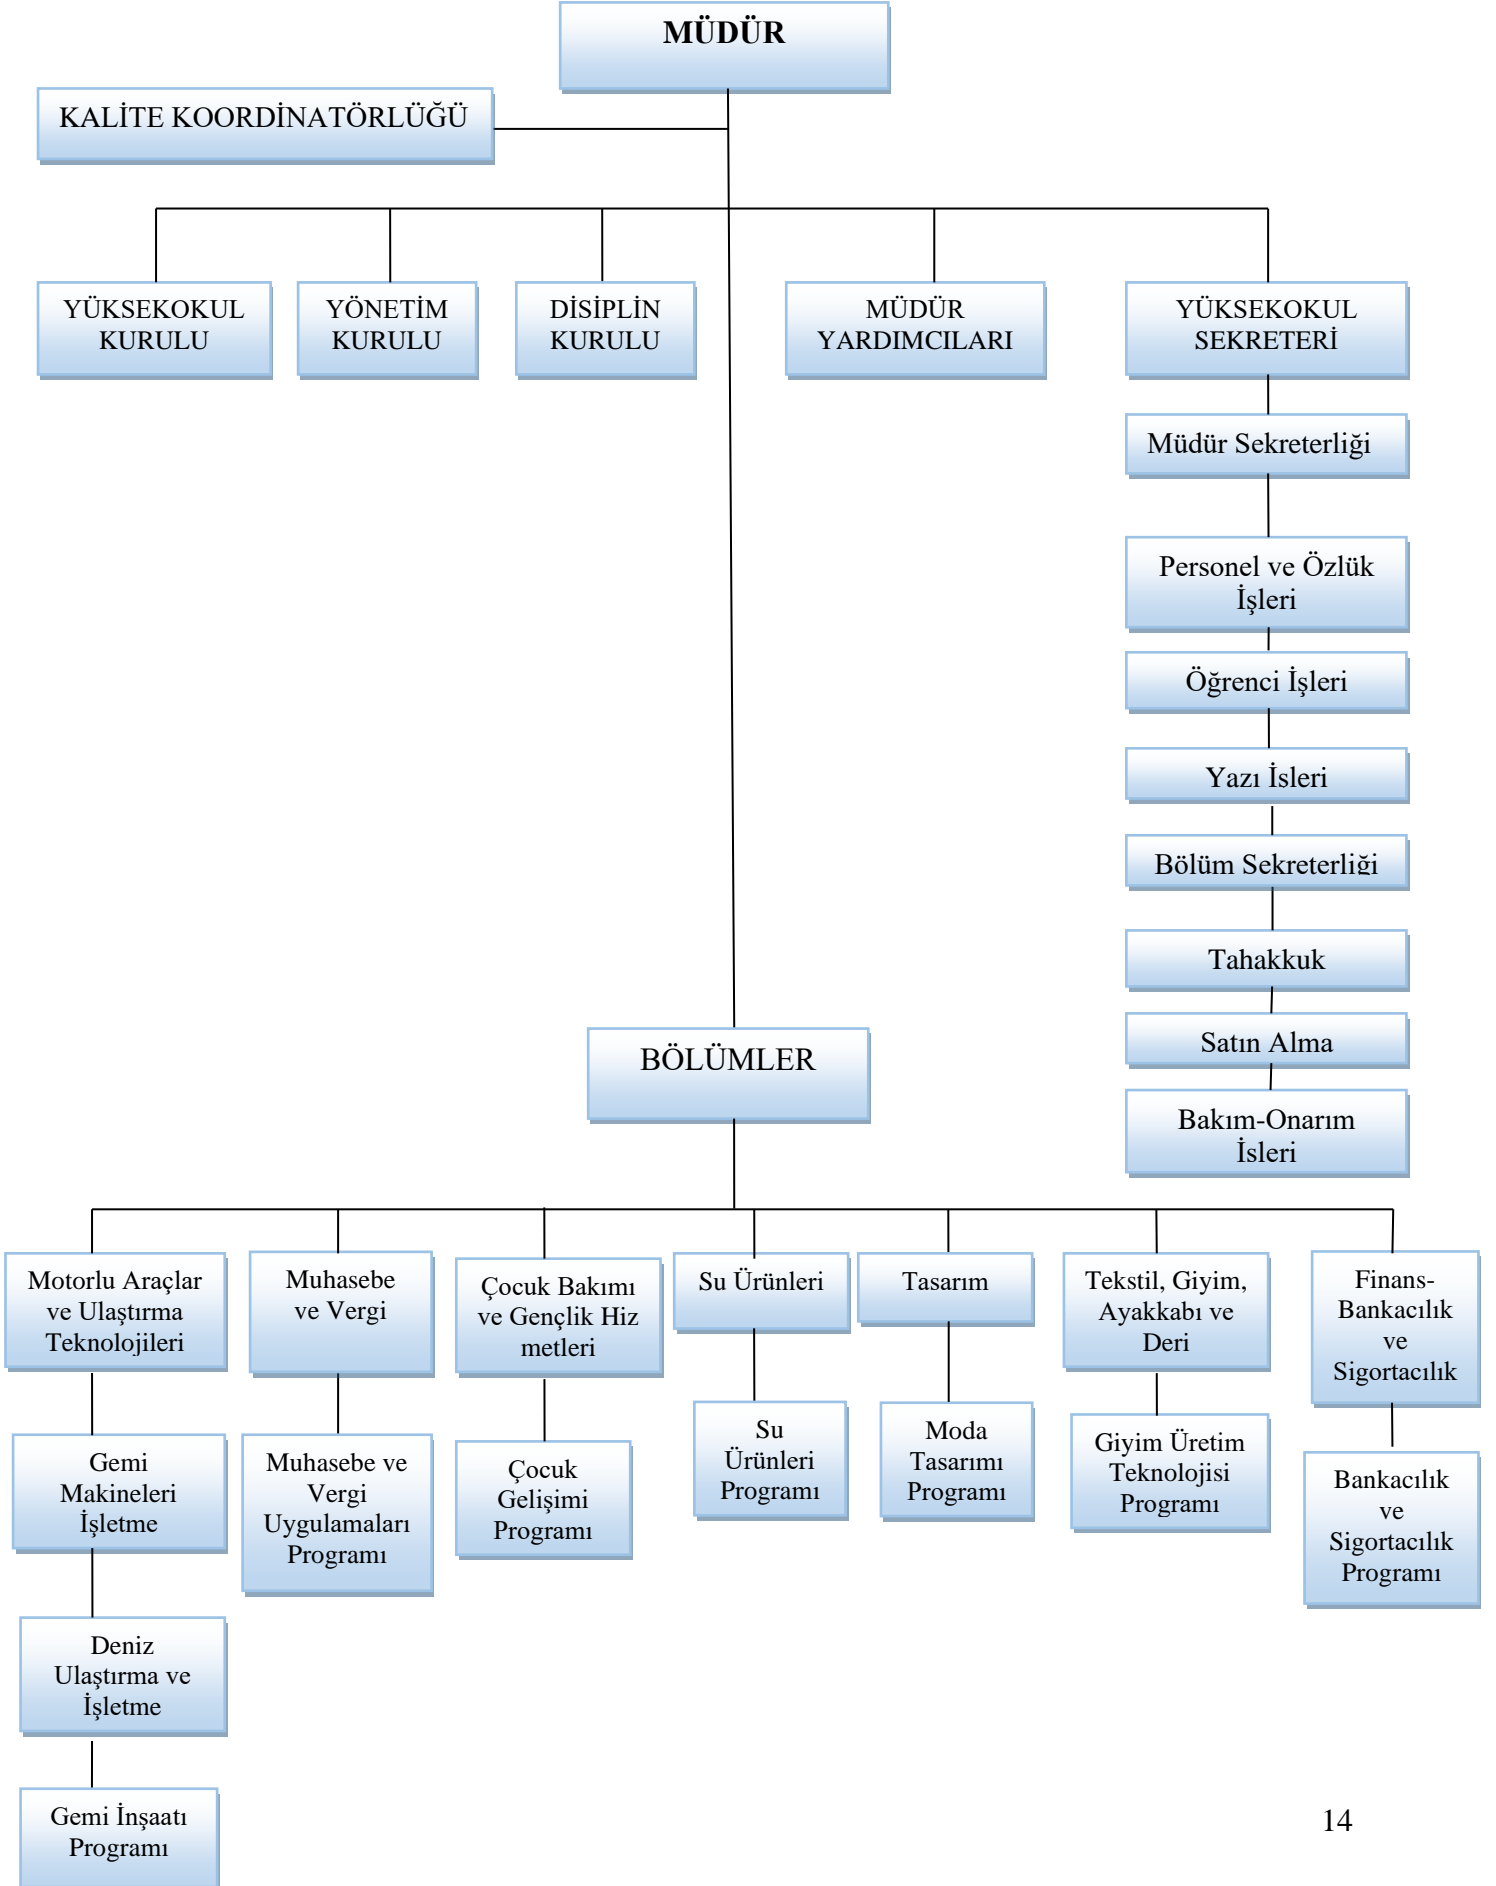 MÜDÜR
KALİTE KOORDİNATÖRLÜĞÜ
YÜKSEKOKUL
KURULU
YÖNETİM
KURULU
DİSİPLİN
KURULU
MÜDÜR
YARDIMCILARI
YÜKSEKOKUL
SEKRETERİ
Müdür Sekreterliği
Personel ve Özlük
İşleri
Öğrenci İşleri
Yazı İsleri
Bölüm Sekreterliği
Tahakkuk
Satın Alma
Bakım-Onarım
İsleri
BÖLÜMLER
Motorlu Araçlar
ve Ulaştırma
Teknolojileri
Gemi
Makineleri
İşletme
Deniz
Ulaştırma ve
İşletme
Gemi İnşaatı
Programı
Muhasebe
ve Vergi
Muhasebe ve
Vergi
Uygulamaları
Programı
Çocuk Bakımı
ve Gençlik Hiz
metleri
Çocuk
Gelişimi
Programı
Su Ürünleri
Su
Ürünleri
Programı
Tasarım
Moda
Tasarımı
Programı
Tekstil, Giyim,
Ayakkabı ve
Deri
Giyim Üretim
Teknolojisi
Programı
Finans-
Bankacılık
ve
Sigortacılık
Bankacılık
ve
Sigortacılık
Programı
14